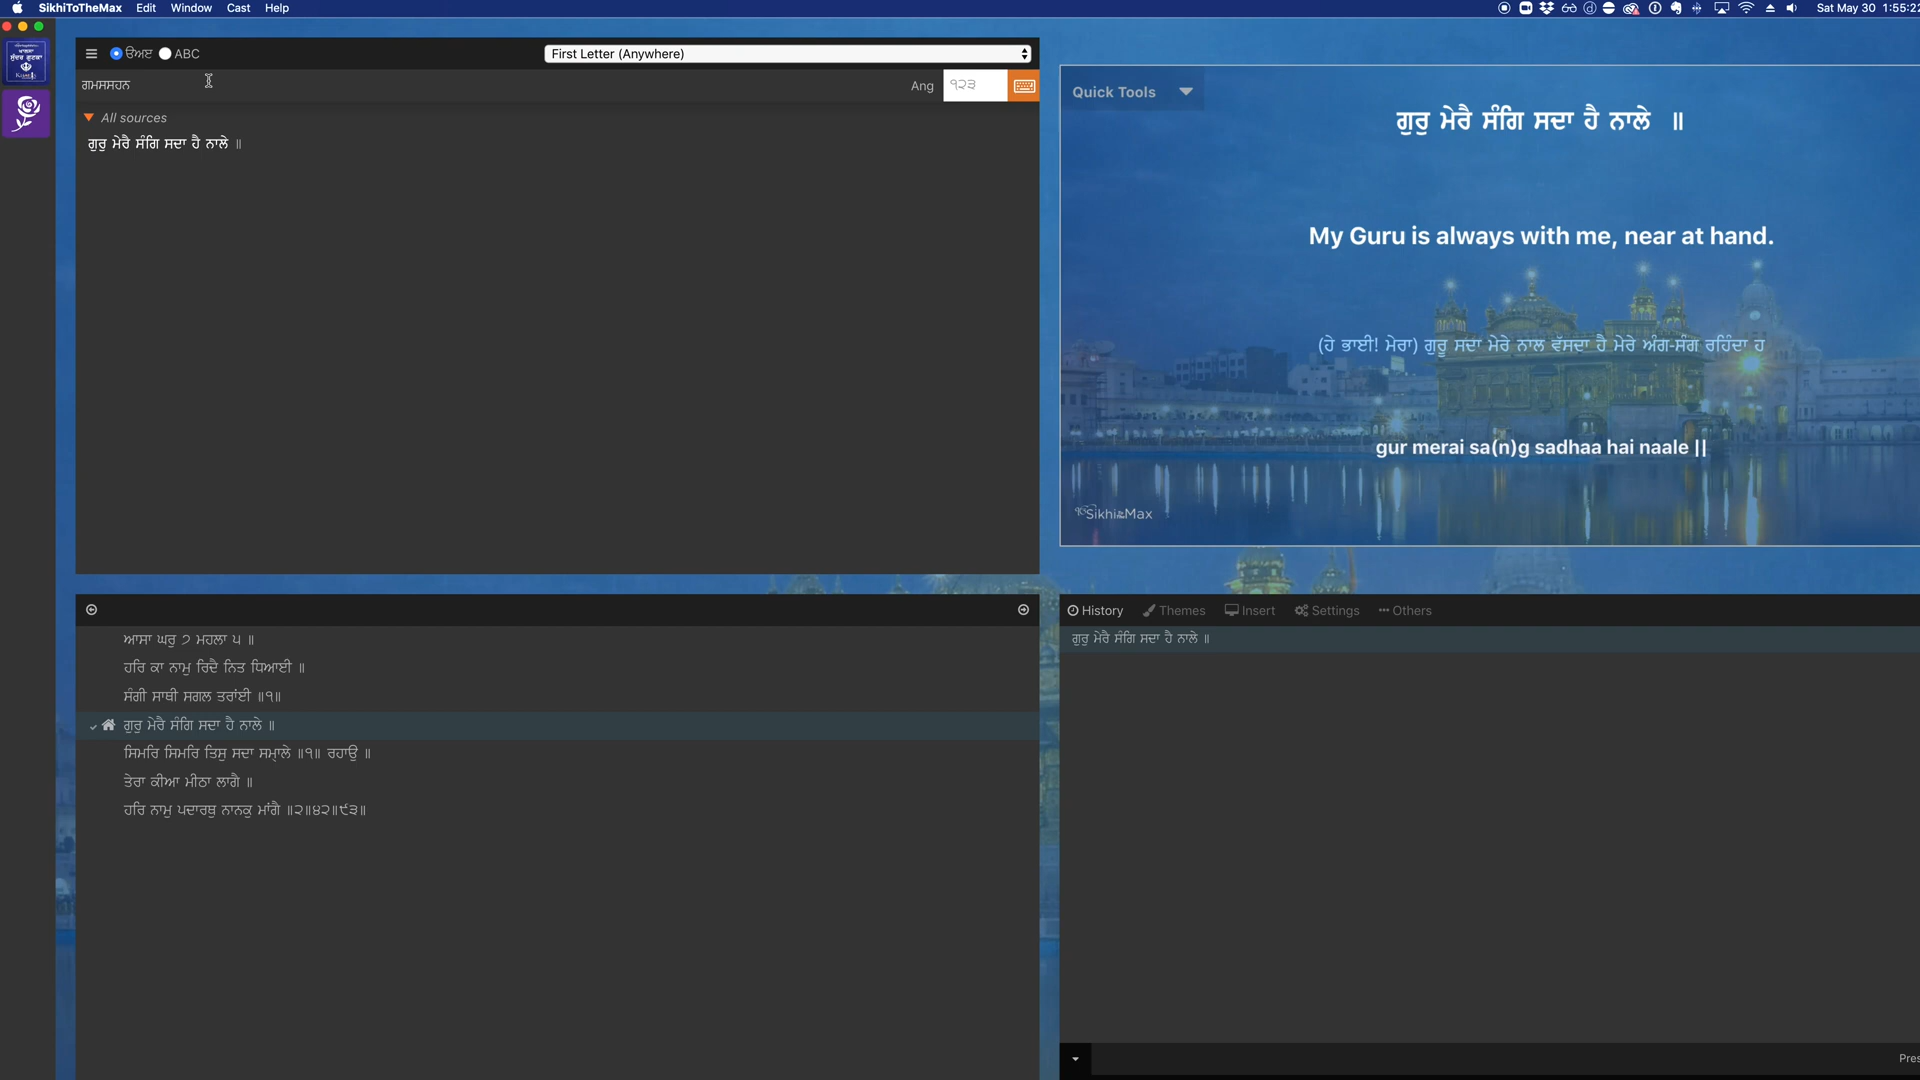 SikhiToTheMax Edit Window Cast Help
Sat May 30 1:55:22
ੳਅੲ ABC
First Letter (Anywhere)
ਗਮਸਸਹਨ
Ang ੧੨੩
All sources
ਗੁਰੁ ਮੇਰੈ ਸੰਗਿ ਸਦਾ ਹੈ ਨਾਲੇ ॥
Quick Tools
ਗੁਰੁ ਮੇਰੈ ਸੰਗਿ ਸਦਾ ਹੈ ਨਾਲੇ ॥
My Guru is always with me, near at hand.
(ਹੇ ਭਾਈ! ਮੇਰਾ) ਗੁਰੂ ਸਦਾ ਮੇਰੇ ਨਾਲ ਵੱਸਦਾ ਹੈ ਮੇਰੇ ਅੰਗ-ਸੰਗ ਰਹਿੰਦਾ ਹ
gur merai sa(n)g sadhaa hai naale ||
ਆਸਾ ਘਰੁ ੭ ਮਹਲਾ ੫ ॥
ਹਰਿ ਕਾ ਨਾਮੁ ਰਿਦੈ ਨਿਤ ਧਿਆਈ ॥
ਸੰਗੀ ਸਾਥੀ ਸਗਲ ਤਰਾਂਈ ॥੧॥
ਗੁਰੁ ਮੇਰੈ ਸੰਗਿ ਸਦਾ ਹੈ ਨਾਲੇ ॥
ਸਿਮਰਿ ਸਿਮਰਿ ਤਿਸੁ ਸਦਾ ਸਮ੍ਹਾਲੇ ॥੧॥ ਰਹਾਉ ॥
ਤੇਰਾ ਕੀਆ ਮੀਠਾ ਲਾਗੈ ॥
ਹਰਿ ਨਾਮੁ ਪਦਾਰਥੁ ਨਾਨਕੁ ਮਾਂਗੈ ॥੨॥੪੨॥੯੩॥
History Themes Insert Settings Others
ਗੁਰੁ ਮੇਰੈ ਸੰਗਿ ਸਦਾ ਹੈ ਨਾਲੇ ॥
Pres